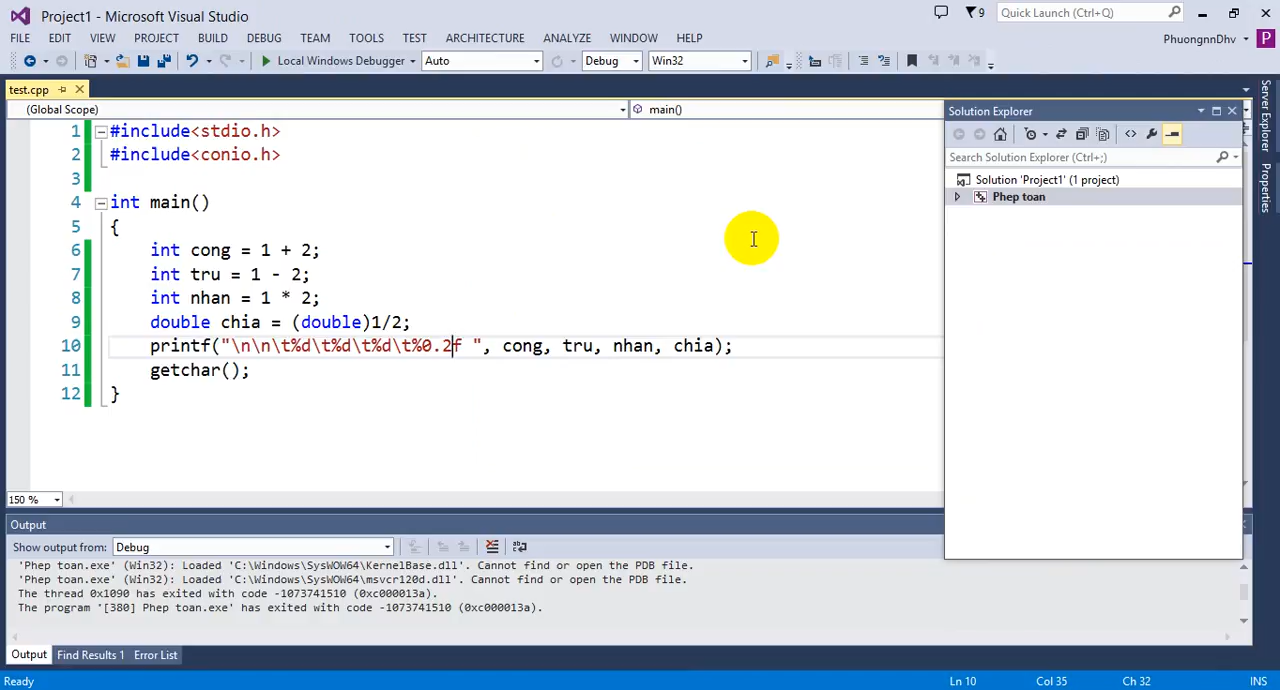 Project1 - Microsoft Visual Studio
9
Quick Launch (Ctrl+Q)
FILE EDIT VIEW PROJECT BUILD DEBUG TEAM TOOLS TEST ARCHITECTURE ANALYZE WINDOW HELP
PhuongnnDhv
P
Local Windows Debugger Auto Debug Win32
test.cpp
(Global Scope) main()
1 #include<stdio.h>
2 #include<conio.h>
3
4 int main()
5 {
6 int cong = 1 + 2;
7 int tru = 1 - 2;
8 int nhan = 1 * 2;
9 double chia = (double)1/2;
10 printf("\n\n\t%d\t%d\t%d\t%0.2f ", cong, tru, nhan, chia);
11 getchar();
12 }
150 %
Solution Explorer
Search Solution Explorer (Ctrl+;)
Solution 'Project1' (1 project)
Phep toan
Server Explorer
Properties
Output
Show output from: Debug
'Phep toan.exe' (Win32): Loaded 'C:\Windows\SysWOW64\KernelBase.dll'. Cannot find or open the PDB file.
'Phep toan.exe' (Win32): Loaded 'C:\Windows\SysWOW64\msvcr120d.dll'. Cannot find or open the PDB file.
The thread 0x1090 has exited with code -1073741510 (0xc000013a).
The program '[380] Phep toan.exe' has exited with code -1073741510 (0xc000013a).
Output Find Results 1 Error List
Ready Ln 10 Col 35 Ch 32 INS